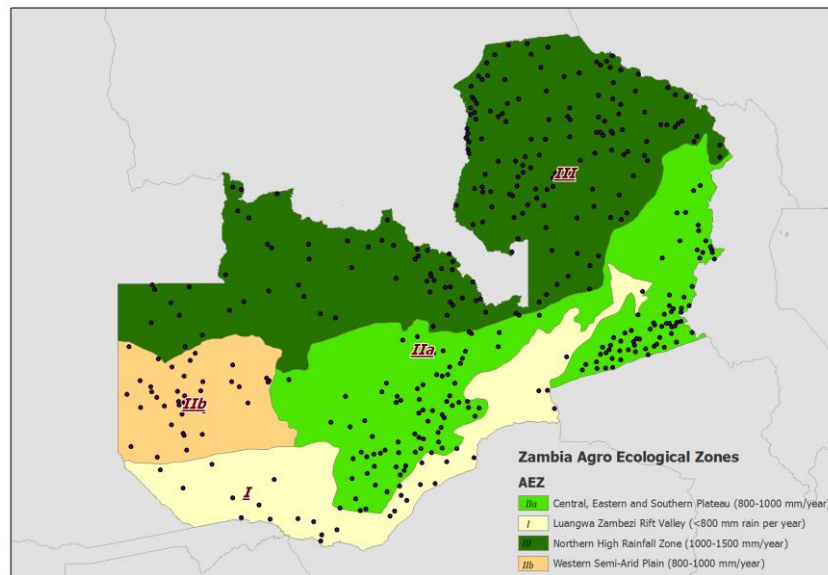 III
IIa
IIb
I
Zambia Agro Ecological Zones
AEZ
IIa Central, Eastern and Southern Plateau (800-1000 mm/year)
I Luangwa Zambezi Rift Valley (<800 mm rain per year)
III Northern High Rainfall Zone (1000-1500 mm/year)
IIb Western Semi-Arid Plain (800-1000 mm/year)